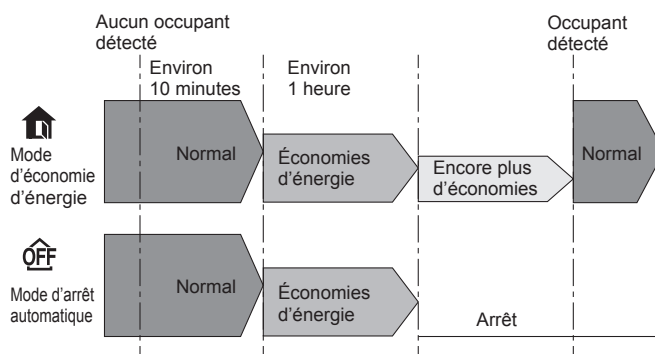 Aucun occupant
détecté
Occupant
détecté
Environ
10 minutes
Environ
1 heure
Mode
d'économie
d'énergie
Normal
Économies
d'énergie
Encore plus
d'économies
Normal
OFF
Mode d'arrêt
automatique
Normal
Économies
d'énergie
Arrêt